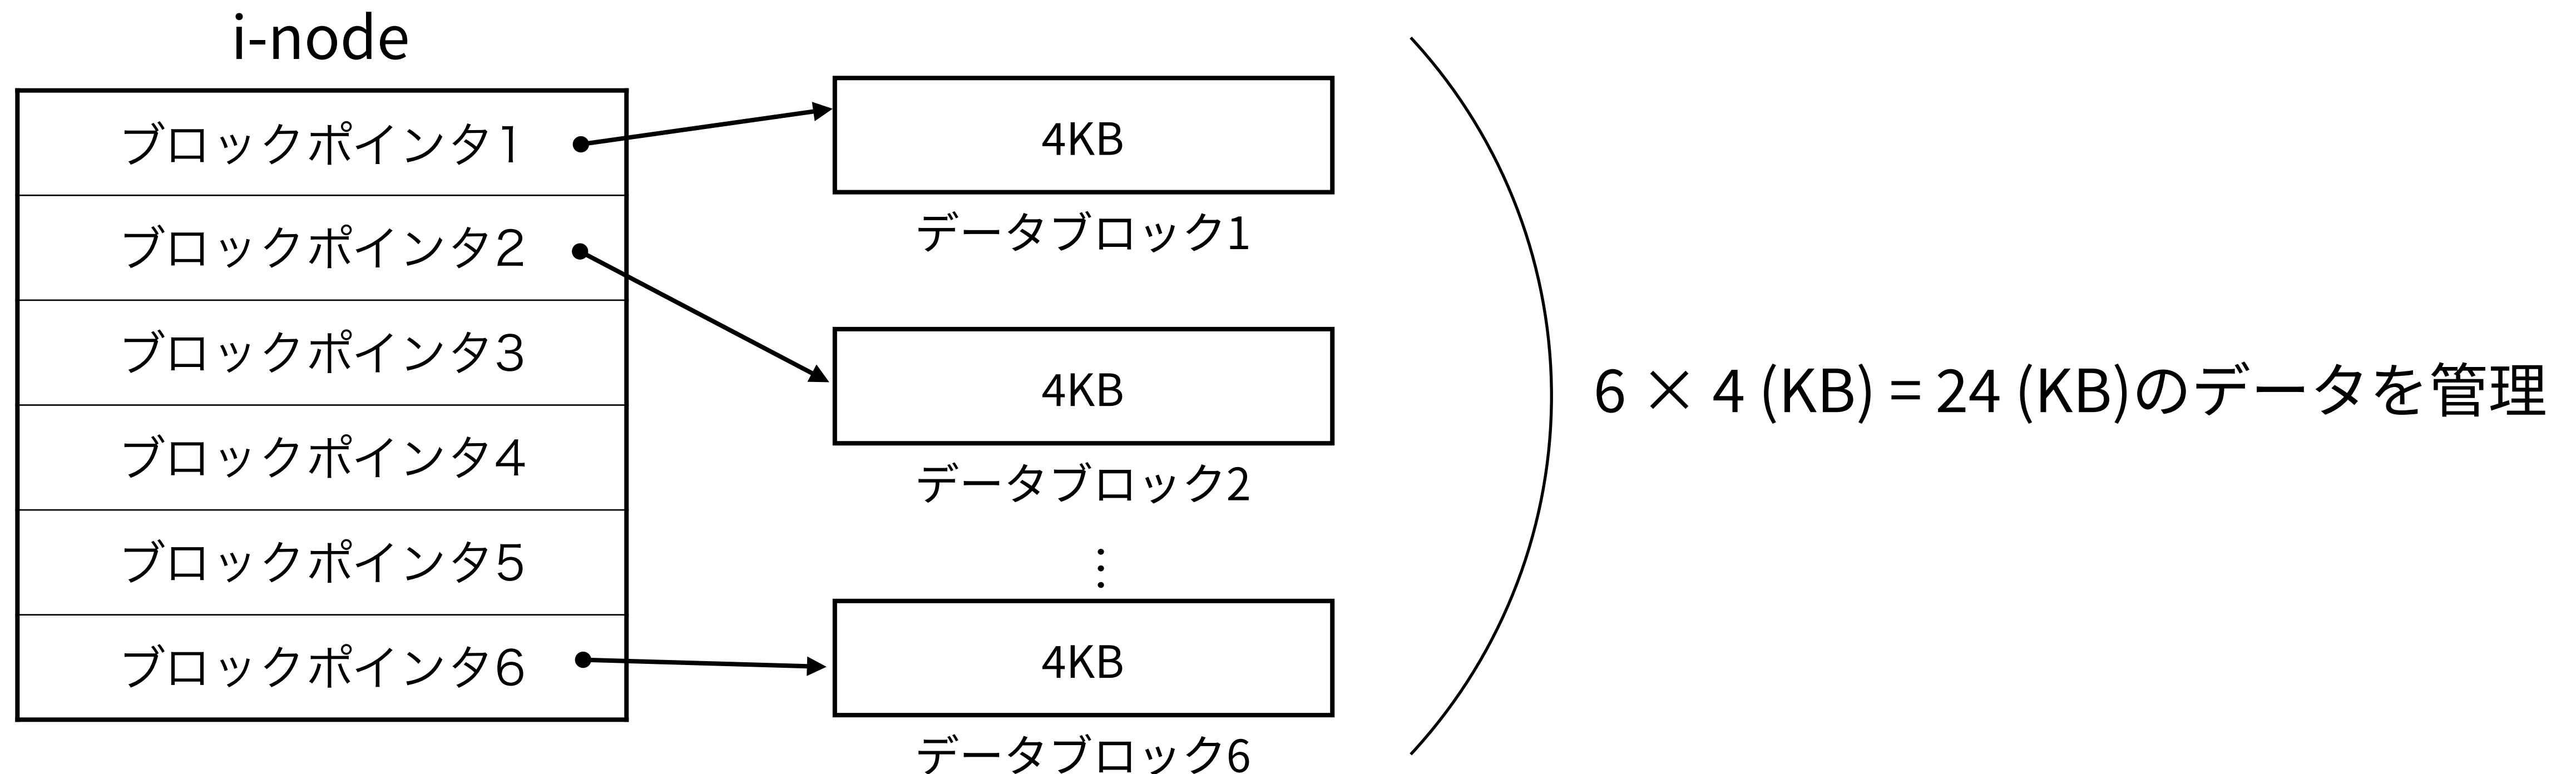 i-node
ブロックポインタ1
ブロックポインタ2
ブロックポインタ3
ブロックポインタ4
ブロックポインタ5
ブロックポインタ6
4KB
データブロック1
4KB
データブロック2
⋮
4KB
データブロック6
6 × 4 (KB) = 24 (KB)のデータを管理